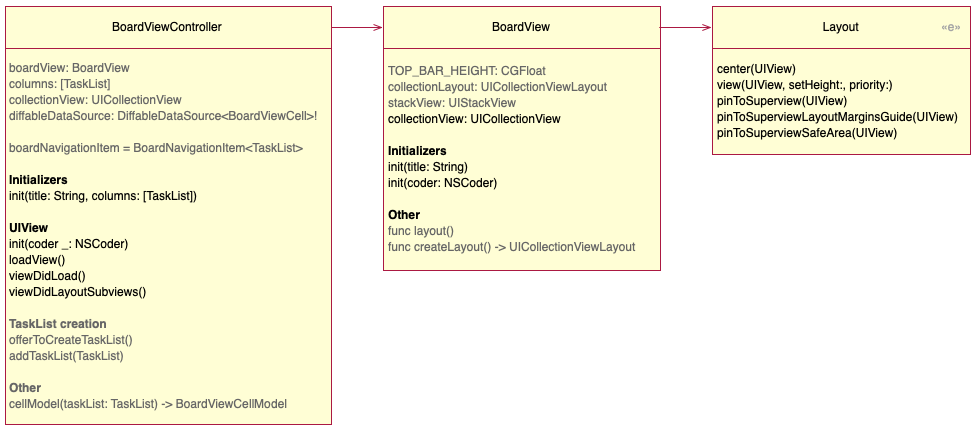 BoardViewController
boardView: BoardView
columns: [TaskList]
collectionView: UICollectionView
diffableDataSource: DiffableDataSource<BoardViewCell>!
boardNavigationItem = BoardNavigationItem<TaskList>
Initializers
init(title: String, columns: [TaskList])
UIView
init(coder _: NSCoder)
loadView()
viewDidLoad()
viewDidLayoutSubviews()
TaskList creation
offerToCreateTaskList()
addTaskList(TaskList)
Other
cellModel(taskList: TaskList) -> BoardViewCellModel
BoardView
TOP_BAR_HEIGHT: CGFloat
collectionLayout: UICollectionViewLayout
stackView: UIStackView
collectionView: UICollectionView
Initializers
init(title: String)
init(coder: NSCoder)
Other
func layout()
func createLayout() -> UICollectionViewLayout
Layout «e»
center(UIView)
view(UIView, setHeight:, priority:)
pinToSuperview(UIView)
pinToSuperviewLayoutMarginsGuide(UIView)
pinToSuperviewSafeArea(UIView)